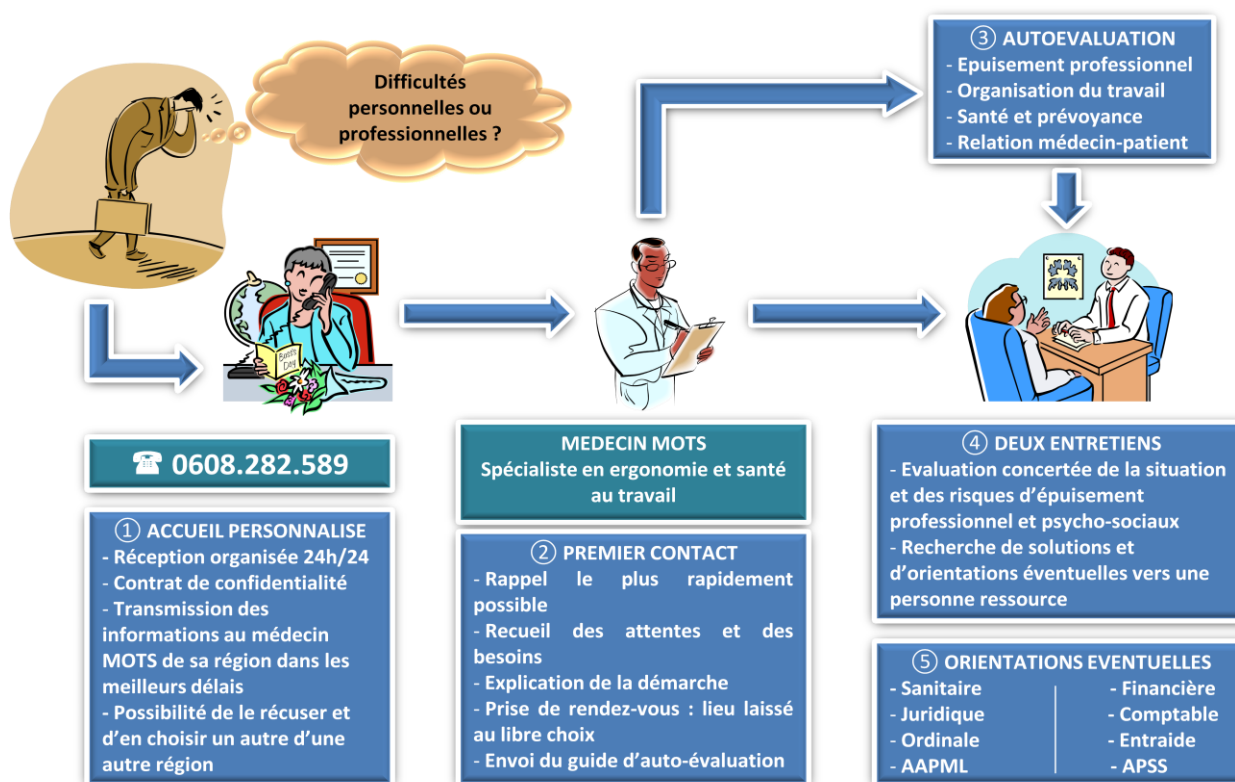 Difficultés
personnelles ou
professionnelles ?
③ AUTOEVALUATION
- Epuisement professionnel
- Organisation du travail
- Santé et prévoyance
- Relation médecin-patient
☎ 0608.282.589
① ACCUEIL PERSONNALISE
- Réception organisée 24h/24
- Contrat de confidentialité
- Transmission des
informations au médecin
MOTS de sa région dans les
meilleurs délais
- Possibilité de le récuser et
d'en choisir un autre d'une
autre région
MEDECIN MOTS
Spécialiste en ergonomie et santé
au travail
② PREMIER CONTACT
- Rappel le plus rapidement
possible
- Recueil des attentes et des
besoins
- Explication de la démarche
- Prise de rendez-vous : lieu laissé
au libre choix
- Envoi du guide d'auto-évaluation
④ DEUX ENTRETIENS
- Evaluation concertée de la situation
et des risques d'épuisement
professionnel et psycho-sociaux
- Recherche de solutions et
d'orientations éventuelles vers une
personne ressource
⑤ ORIENTATIONS EVENTUELLES
- Sanitaire
- Juridique
- Ordinale
- AAPML
- Financière
- Comptable
- Entraide
- APSS